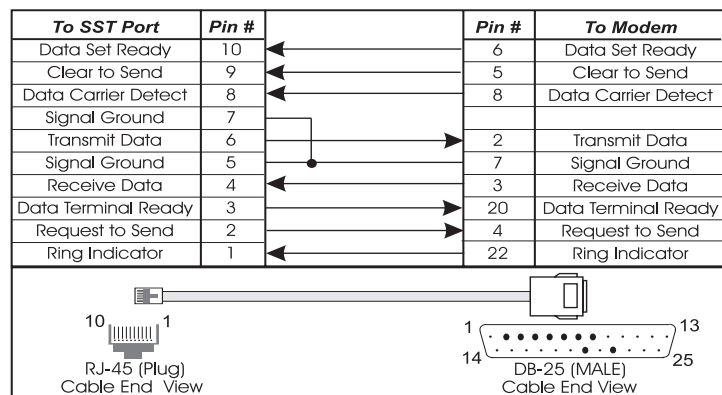 To SST Port Pin # Pin # To Modem
Data Set Ready 10 6 Data Set Ready
Clear to Send 9 5 Clear to Send
Data Carrier Detect 8 8 Data Carrier Detect
Signal Ground 7
Transmit Data 6 2 Transmit Data
Signal Ground 5 7 Signal Ground
Receive Data 4 3 Receive Data
Data Terminal Ready 3 20 Data Terminal Ready
Request to Send 2 4 Request to Send
Ring Indicator 1 22 Ring Indicator
10 1
RJ-45 (Plug)
Cable End View
1 13
14 25
DB-25 (MALE)
Cable End View